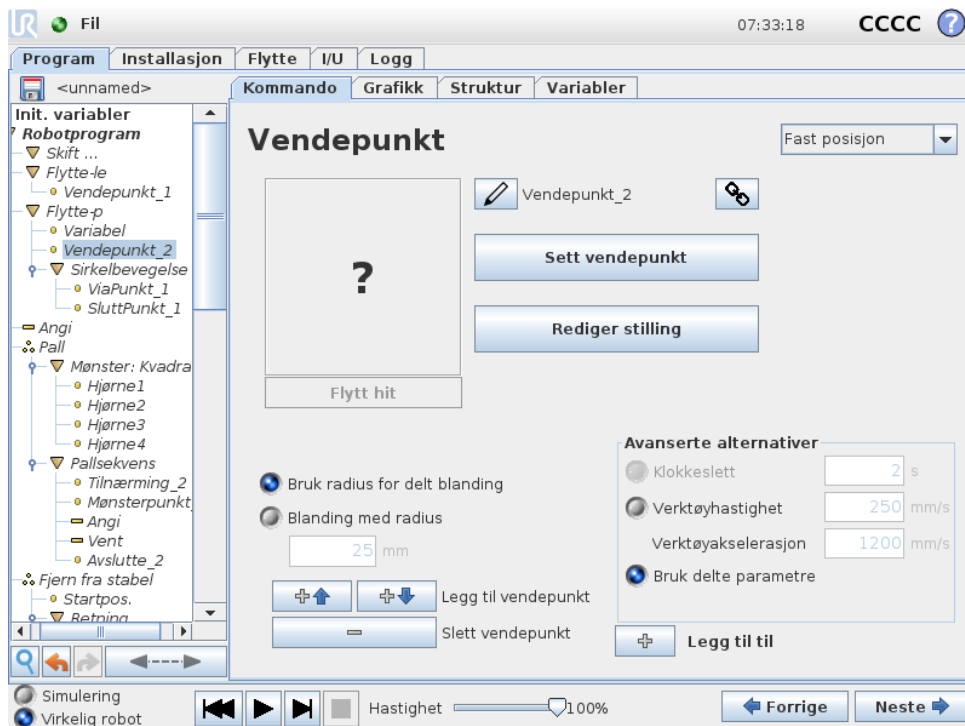 UR Fil 07:33:18 CCCC ?
Program Installasjon Flytte I/U Logg
<unnamed>
Kommando Grafikk Struktur Variabler
Init. variabler
Robotprogram
Skift ...
Flytte-le
Vendepunkt_1
Flytte-p
Variabel
Vendepunkt_2
Sirkelbevegelse
ViaPunkt_1
SluttPunkt_1
Angi
Pall
Mønster: Kvadra
Hjørne1
Hjørne2
Hjørne3
Hjørne4
Pallsekvens
Tilnærming_2
Mønsterpunkt_
Angi
Vent
Avslutte_2
Fjern fra stabel
Startpos.
Retning
Vendepunkt
Fast posisjon
?
Vendepunkt_2
Sett vendepunkt
Rediger stilling
Flytt hit
Bruk radius for delt blanding
Blanding med radius
25 mm
Legg til vendepunkt
Slett vendepunkt
Avanserte alternativer
Klokkeslett 2 s
Verktøyhastighet 250 mm/s
Verktøyakselerasjon 1200 mm/s
Bruk delte parametre
Legg til til
Simulering
Virkelig robot
Hastighet 100%
Forrige
Neste